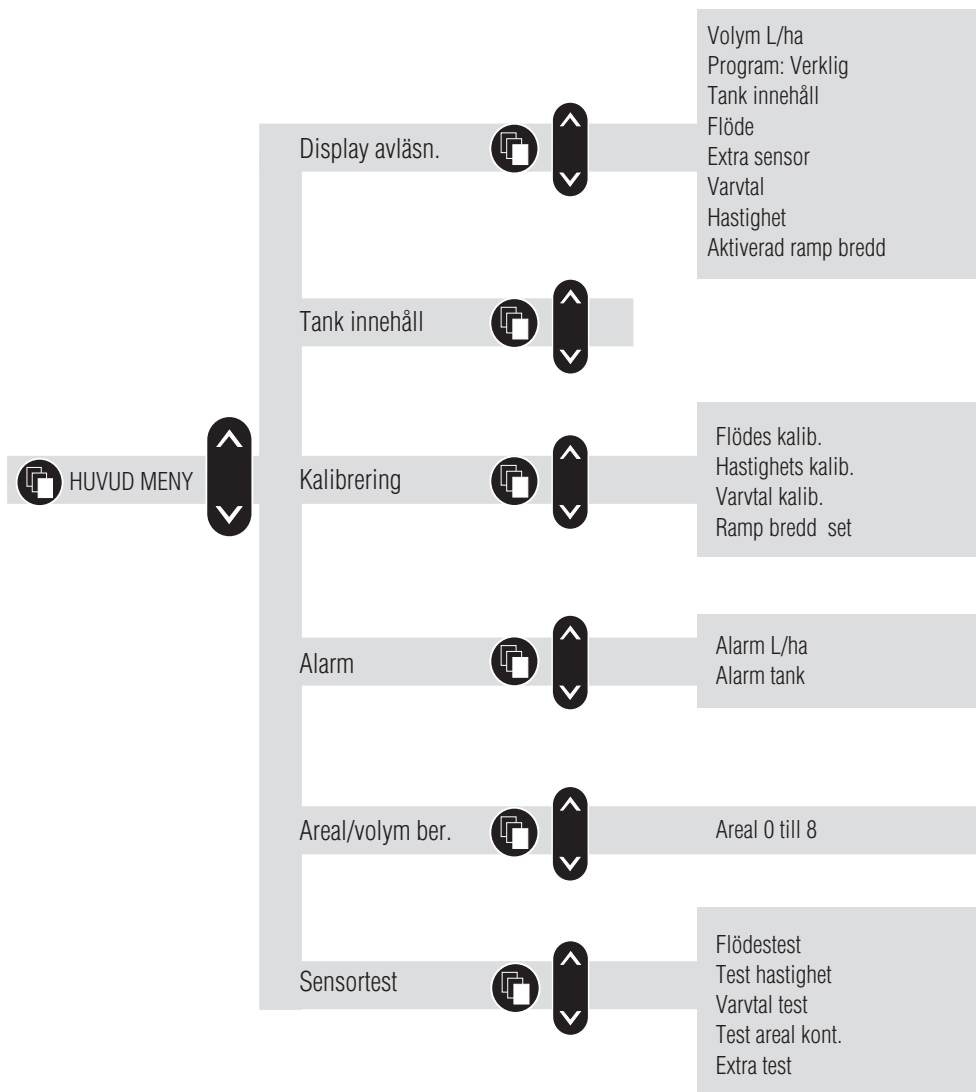 HUVUD MENY
Display avläsn.
Volym L/ha
Program: Verklig
Tank innehåll
Flöde
Extra sensor
Varvtal
Hastighet
Aktiverad ramp bredd
Tank innehåll
Kalibrering
Flödes kalib.
Hastighets kalib.
Varvtal kalib.
Ramp bredd set
Alarm
Alarm L/ha
Alarm tank
Areal/volym ber.
Areal 0 till 8
Sensortest
Flödestest
Test hastighet
Varvtal test
Test areal kont.
Extra test